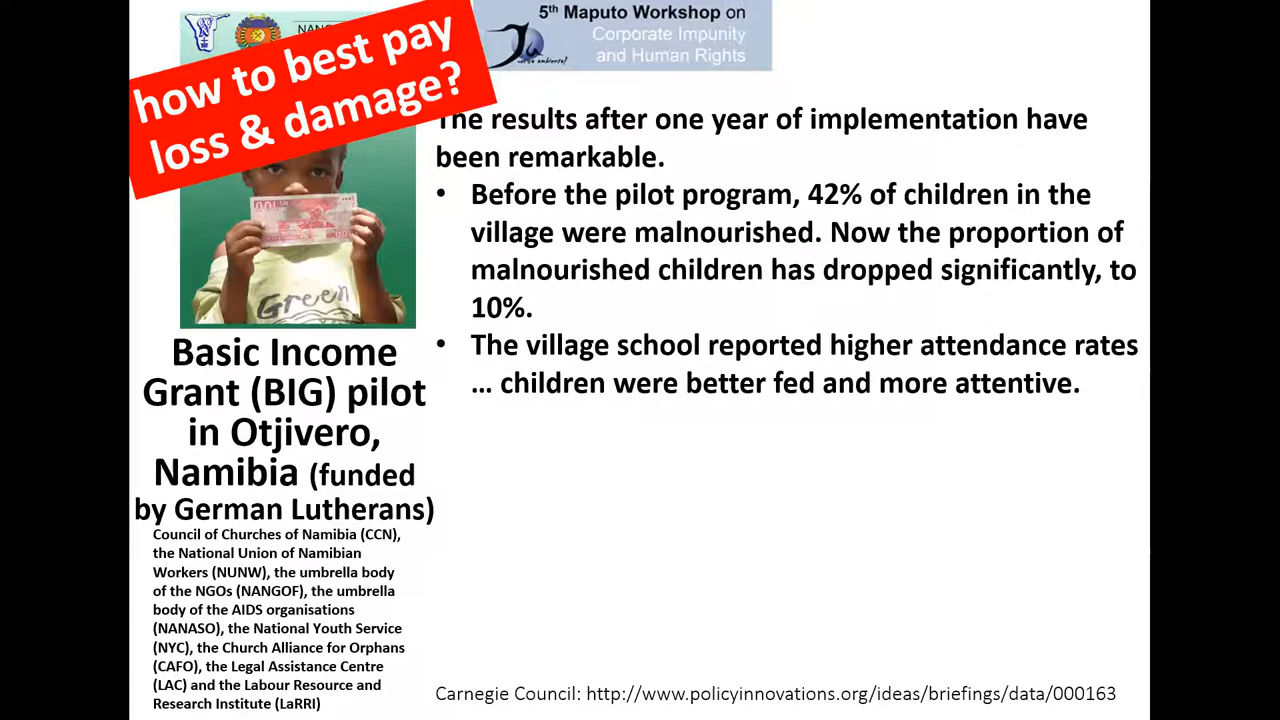 how to best pay
loss & damage?
NANG
5th Maputo Workshop on
Corporate Impunity
and Human Rights
The results after one year of implementation have
been remarkable.
• Before the pilot program, 42% of children in the
village were malnourished. Now the proportion of
malnourished children has dropped significantly, to
10%.
• The village school reported higher attendance rates
... children were better fed and more attentive.
Green
Basic Income
Grant (BIG) pilot
in Otjivero,
Namibia (funded
by German Lutherans)
Council of Churches of Namibia (CCN),
the National Union of Namibian
Workers (NUNW), the umbrella body
of the NGOs (NANGOF), the umbrella
body of the AIDS organisations
(NANASO), the National Youth Service
(NYC), the Church Alliance for Orphans
(CAFO), the Legal Assistance Centre
(LAC) and the Labour Resource and
Research Institute (LaRRI)
Carnegie Council: http://www.policyinnovations.org/ideas/briefings/data/000163